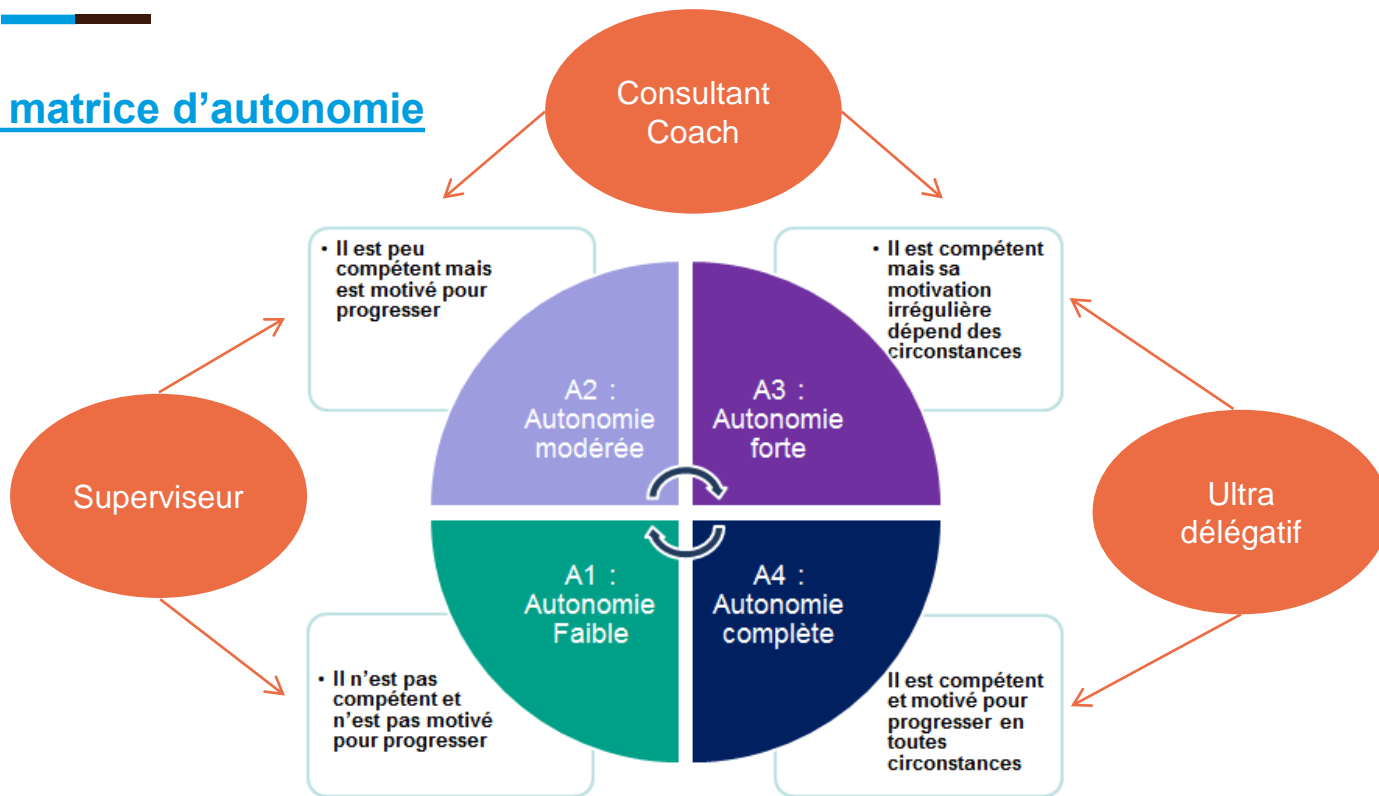 matrice d’autonomie
Consultant
Coach
• Il est peu
compétent mais
est motivé pour
progresser
• Il est compétent
mais sa
motivation
irrégulière
dépend des
circonstances
A2 :
Autonomie
modérée
A3 :
Autonomie
forte
Superviseur
Ultra
délégatif
A1 :
Autonomie
Faible
A4 :
Autonomie
complète
• Il n’est pas
compétent et
n’est pas motivé
pour progresser
Il est compétent
et motivé pour
progresser en
toutes
circonstances